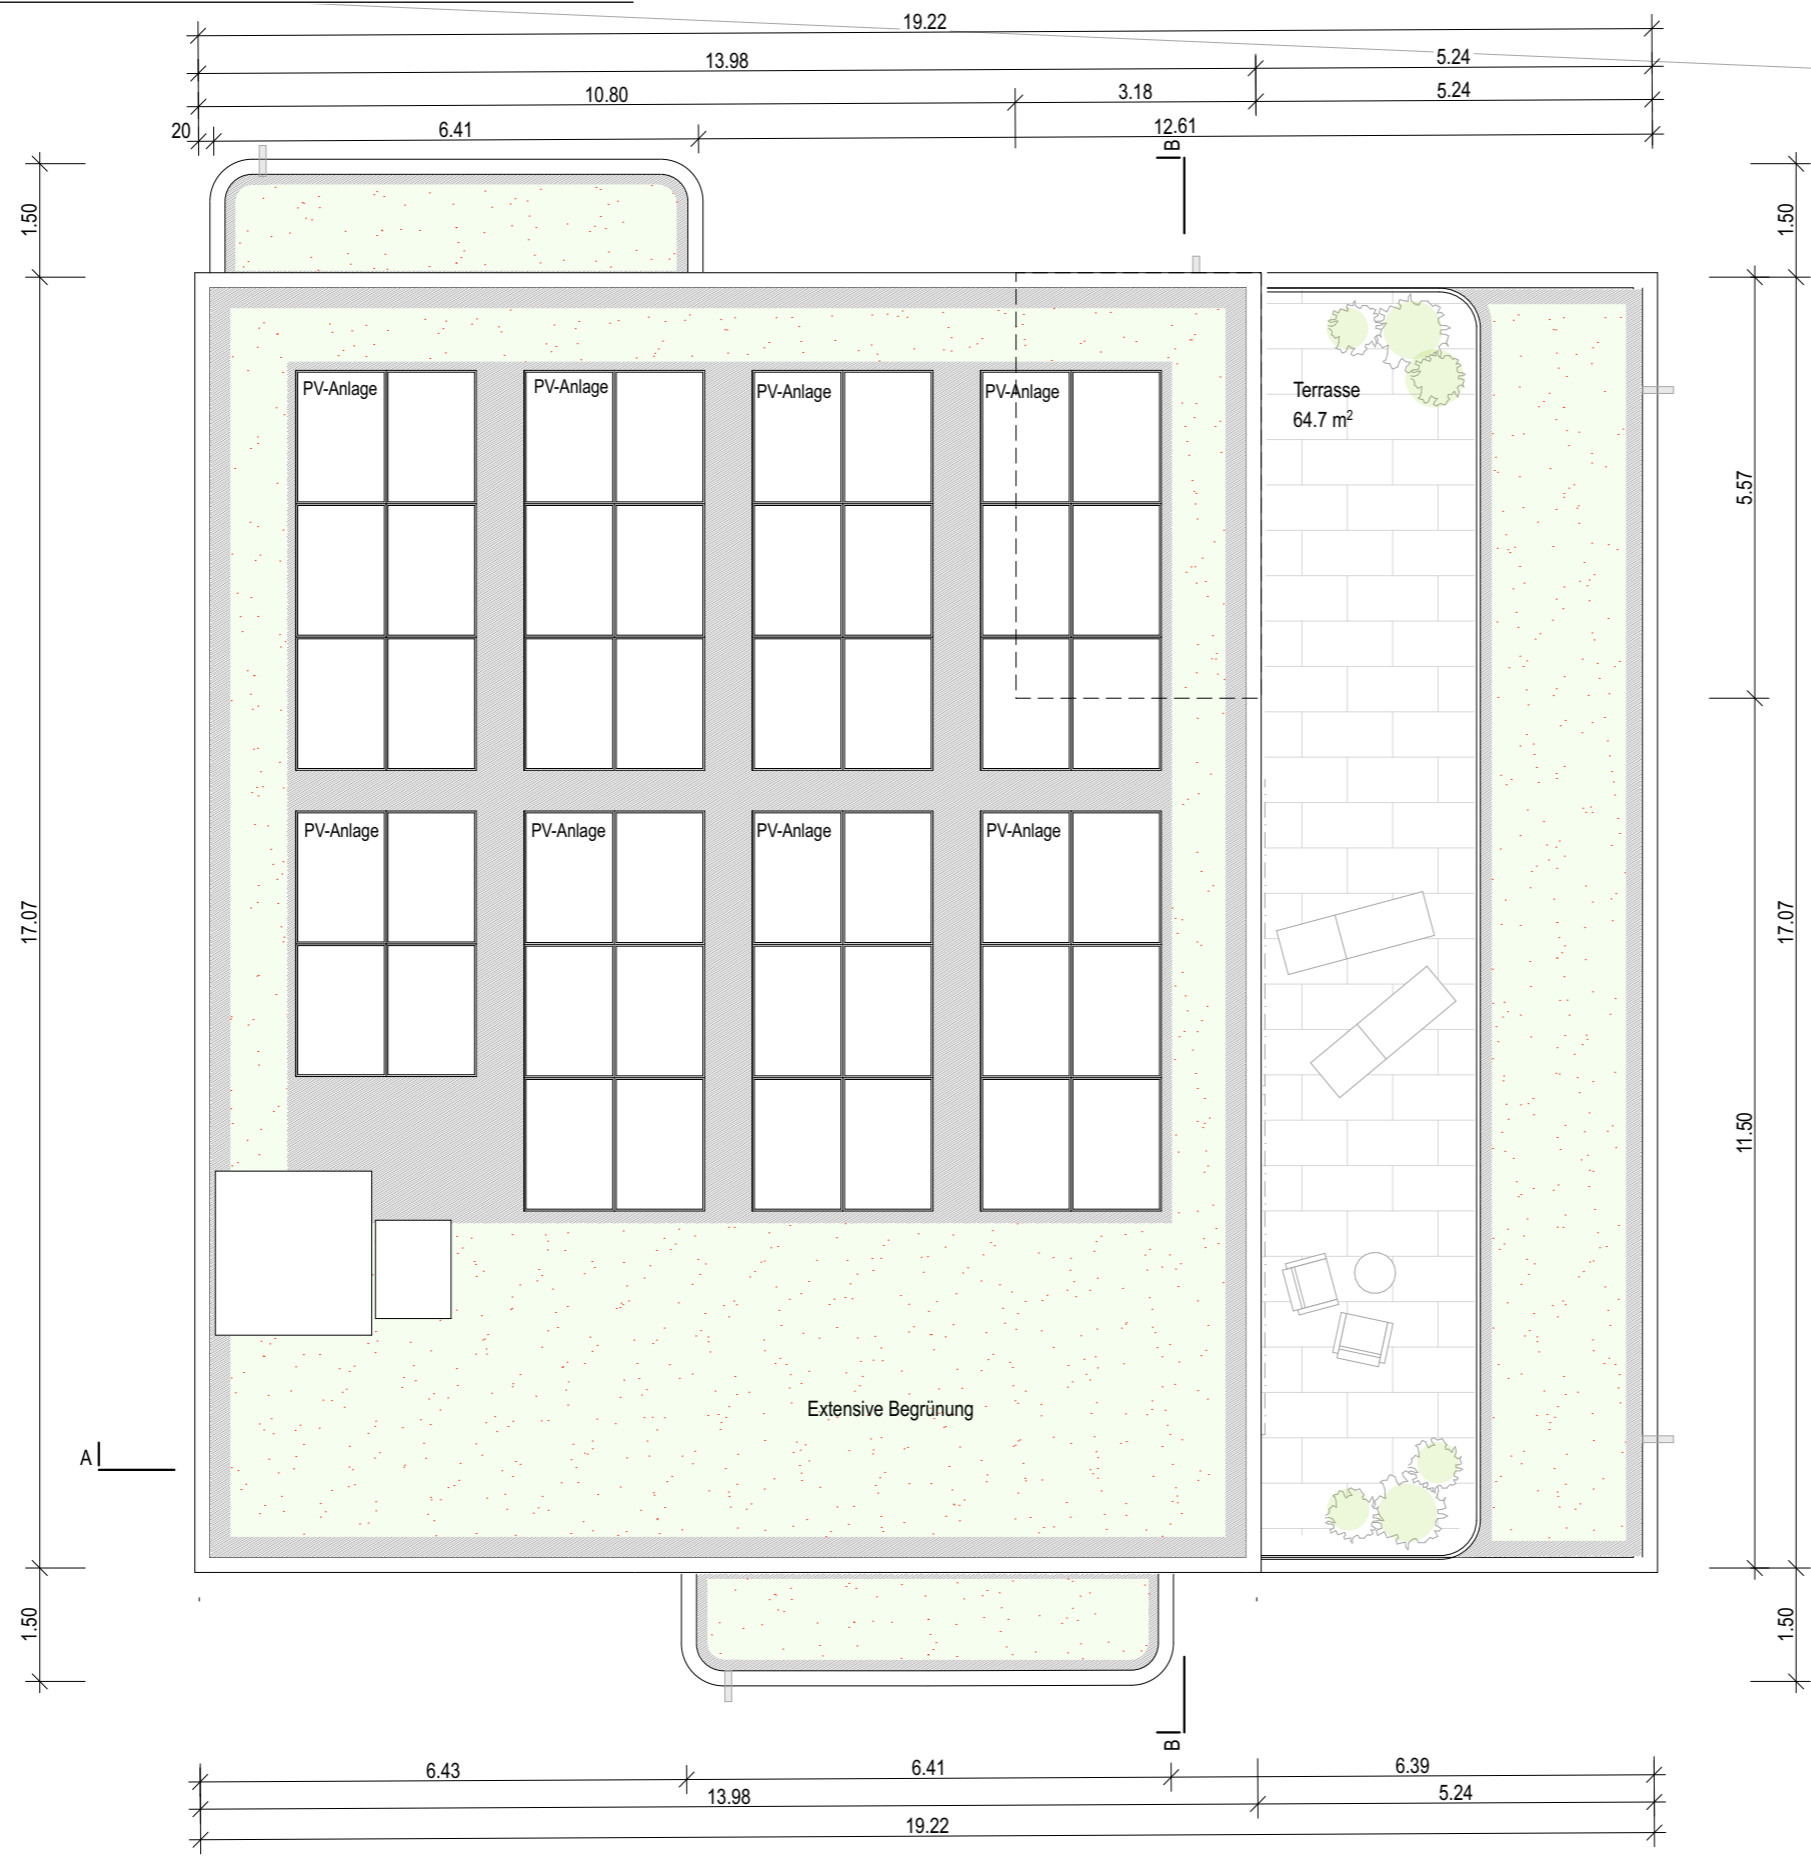 19.22
13.98
5.24
10.80
3.18
5.24
20
6.41
12.61
B
1.50
1.50
PV-Anlage
PV-Anlage
PV-Anlage
PV-Anlage
Terrasse
64.7 m²
5.57
PV-Anlage
PV-Anlage
PV-Anlage
PV-Anlage
17.07
17.07
11.50
Extensive Begrünung
A
1.50
1.50
B
6.43
6.41
6.39
13.98
5.24
19.22